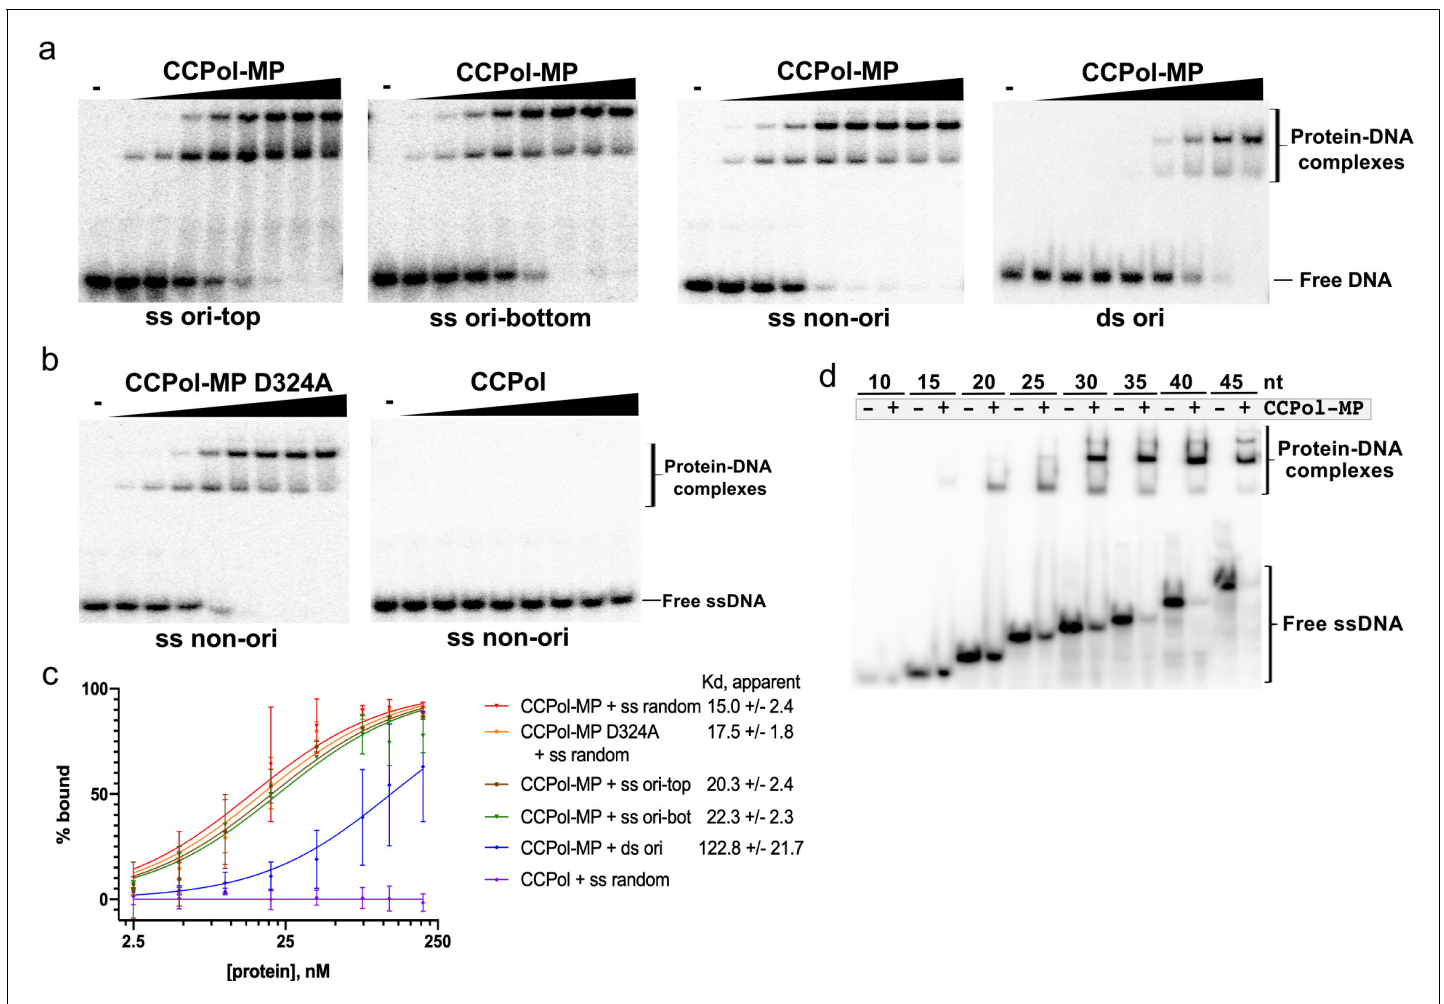 a
CCPol-MP
CCPol-MP
CCPol-MP
CCPol-MP
-
-
-
-
Protein-DNA
complexes
Free DNA
ss ori-top
ss ori-bottom
ss non-ori
ds ori
b
CCPol-MP D324A
CCPol
-
-
Protein-DNA
complexes
Free ssDNA
ss non-ori
ss non-ori
d
10 15 20 25 30 35 40 45 nt
- + - + - + - + - + - + - + - + CCPol-MP
Protein-DNA
complexes
Free ssDNA
c
100
50
0
% bound
2.5 25 250
[protein], nM
Kd, apparent
CCPol-MP + ss random 15.0 +/- 2.4
CCPol-MP D324A 17.5 +/- 1.8
+ ss random
CCPol-MP + ss ori-top 20.3 +/- 2.4
CCPol-MP + ss ori-bot 22.3 +/- 2.3
CCPol-MP + ds ori 122.8 +/- 21.7
CCPol + ss random